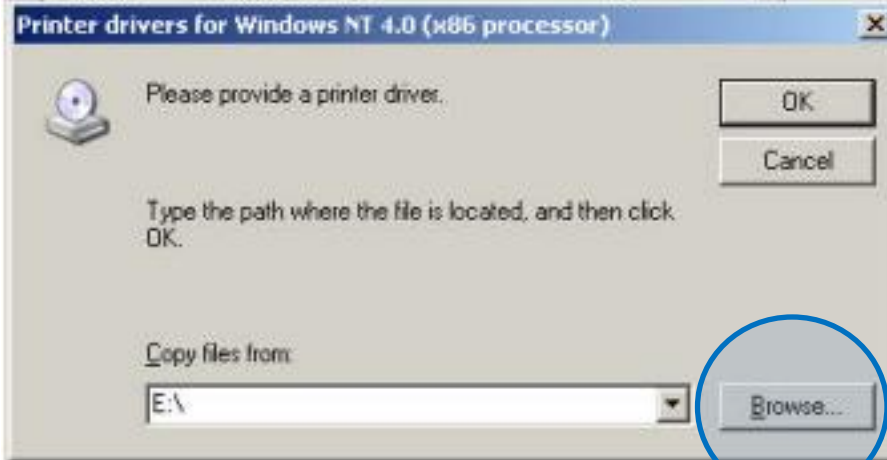 Printer drivers for Windows NT 4.0 (x86 processor)
Please provide a printer driver.
OK
Cancel
Type the path where the file is located, and then click
OK.
Copy files from:
E:\
Browse...